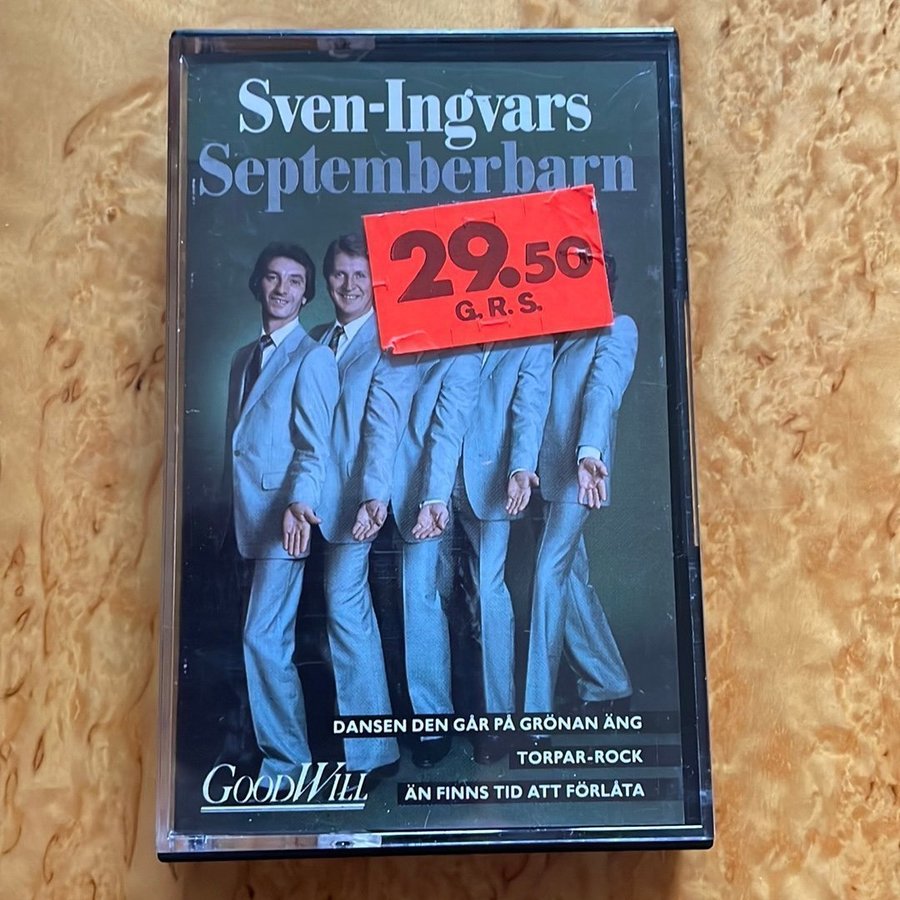 Sven-Ingvars
Septemberbarn
29.50
G.R.S.
DANSEN DEN GÅR PÅ GRÖNAN ÄNG
TORPAR-ROCK
ÄN FINNS TID ATT FÖRLÅTA
GOODWILL